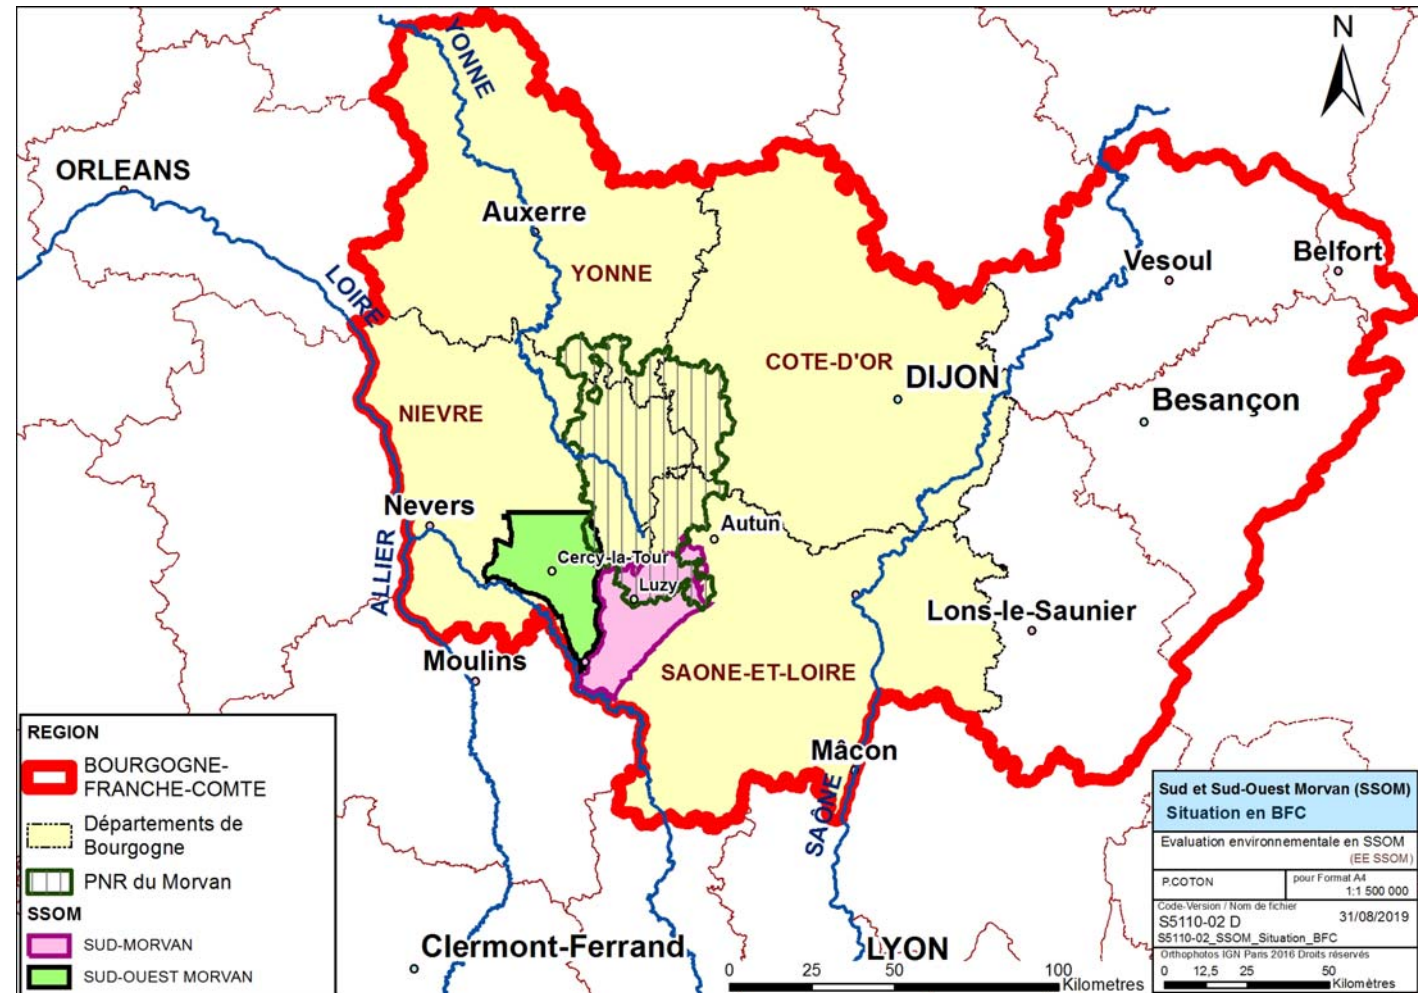 N
YONNE
ORLEANS
Auxerre
Belfort
Vesoul
YONNE
LOIRE
COTE-D'OR
DIJON
Besançon
NIEVRE
Nevers
Autun
ALLIER
Cercy-la-Tour
Luzy
Lons-le-Saunier
Moulins
SAONE-ET-LOIRE
Mâcon
SAÔNE
Clermont-Ferrand
LYON
REGION
BOURGOGNE-
FRANCHE-COMTE
Départements de
Bourgogne
PNR du Morvan
SSOM
SUD-MORVAN
SUD-OUEST MORVAN
0 25 50 100
Kilometres
Sud et Sud-Ouest Morvan (SSOM)
Situation en BFC
Evaluation environnementale en SSOM
(EE SSOM)
P.COTON
pour Format A4
1:1 500 000
Code-Version / Nom de fichier
S5110-02 D 31/08/2019
S5110-02_SSOM_Situation_BFC
Orthophotos IGN Paris 2016 Droits réservés
0 12,5 25 50
Kilomètres